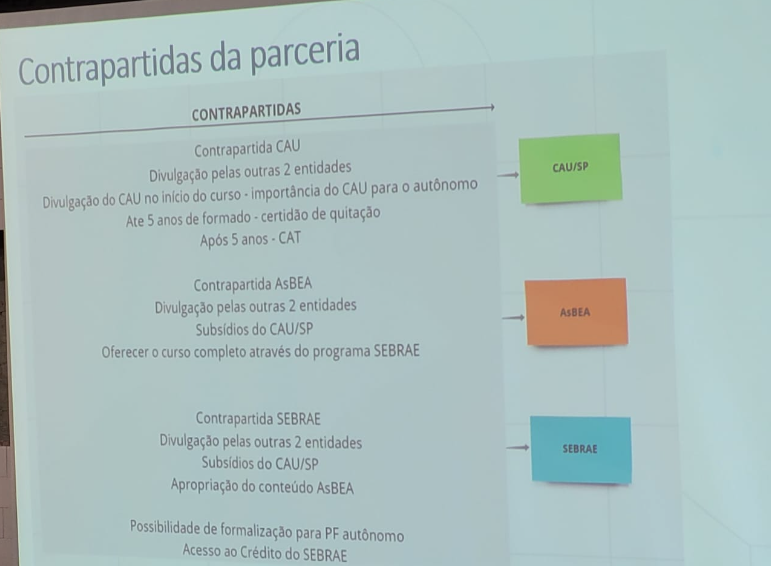 Contrapartidas da parceria
CONTRAPARTIDAS
Contrapartida CAU
Divulgação pelas outras 2 entidades
Divulgação do CAU no início do curso - importância do CAU para o autônomo
Ate 5 anos de formado - certidão de quitação
Após 5 anos - CAT
CAU/SP
Contrapartida AsBEA
Divulgação pelas outras 2 entidades
Subsídios do CAU/SP
Oferecer o curso completo através do programa SEBRAE
AsBEA
Contrapartida SEBRAE
Divulgação pelas outras 2 entidades
Subsídios do CAU/SP
Apropriação do conteúdo AsBEA
SEBRAE
Possibilidade de formalização para PF autônomo
Acesso ao Crédito do SEBRAE